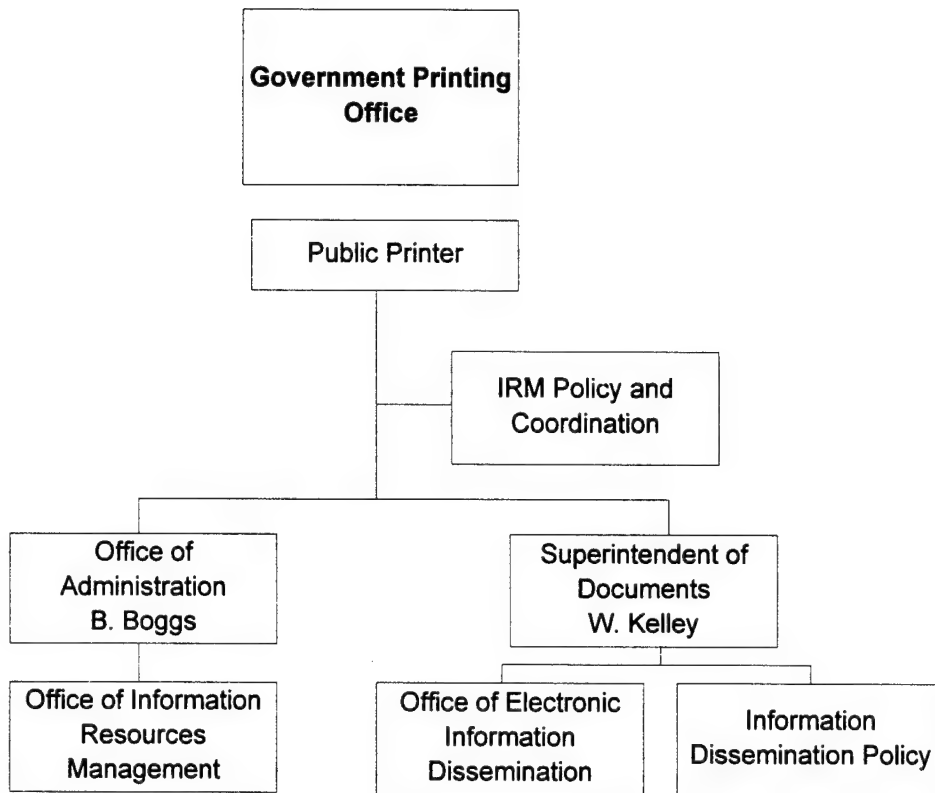 Government Printing
Office
Public Printer
IRM Policy and
Coordination
Office of
Administration
B. Boggs
Superintendent of
Documents
W. Kelley
Office of Information
Resources
Management
Office of Electronic
Information
Dissemination
Information
Dissemination Policy